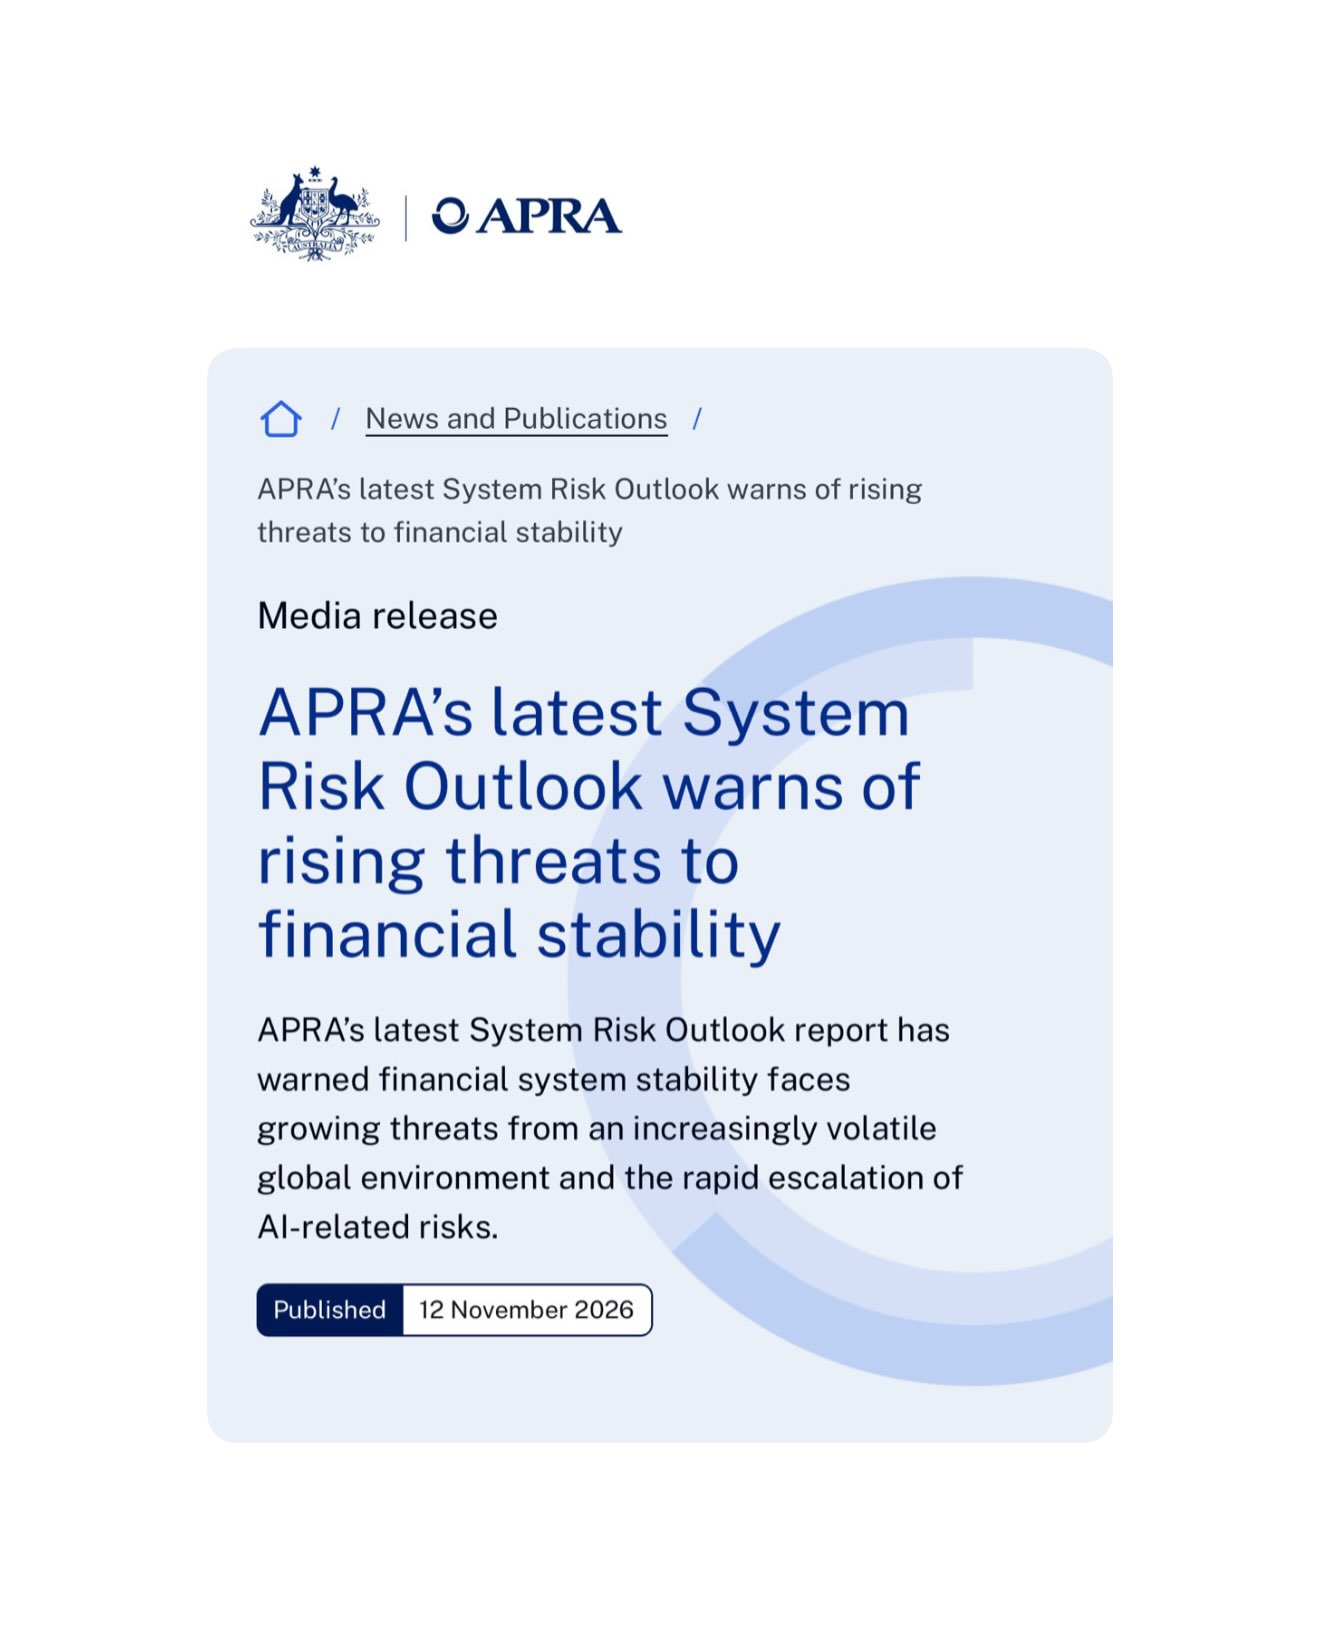 AUSTRALIA
APRA
/ News and Publications /
APRA’s latest System Risk Outlook warns of rising
threats to financial stability
Media release
APRA’s latest System
Risk Outlook warns of
rising threats to
financial stability
APRA’s latest System Risk Outlook report has
warned financial system stability faces
growing threats from an increasingly volatile
global environment and the rapid escalation of
AI-related risks.
Published 12 November 2026